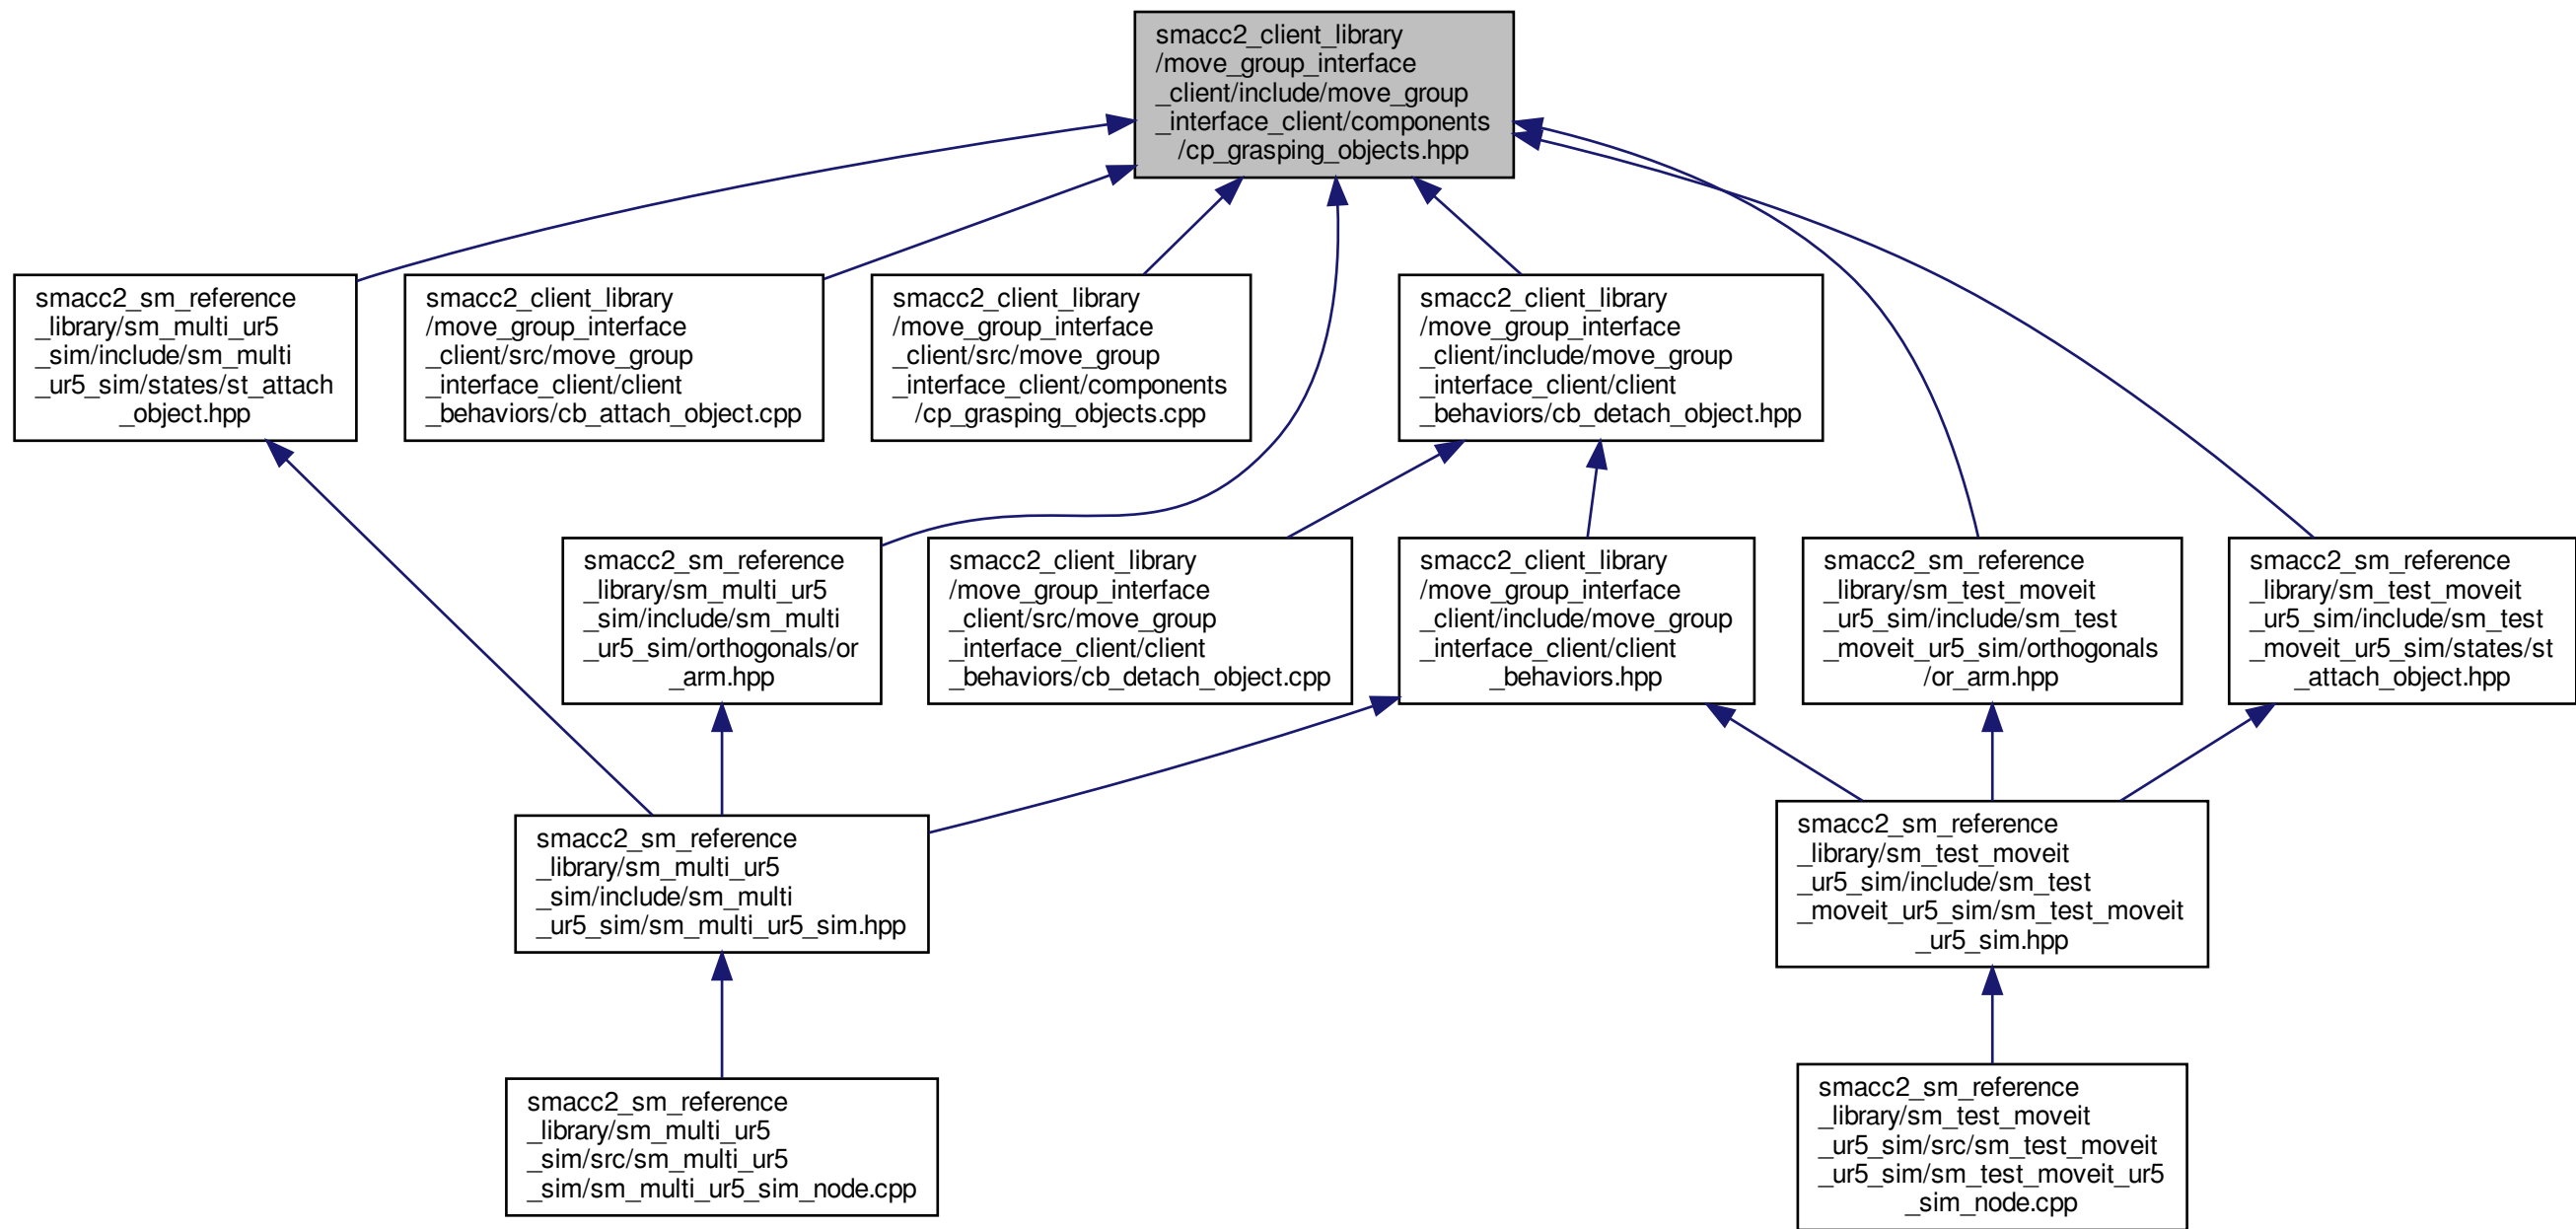 smacc2_client_library
/move_group_interface
_client/include/move_group
_interface_client/components
/cp_grasping_objects.hpp
smacc2_sm_reference
_library/sm_multi_ur5
_sim/include/sm_multi
_ur5_sim/states/st_attach
_object.hpp
smacc2_client_library
/move_group_interface
_client/src/move_group
_interface_client/client
_behaviors/cb_attach_object.cpp
smacc2_client_library
/move_group_interface
_client/src/move_group
_interface_client/components
/cp_grasping_objects.cpp
smacc2_client_library
/move_group_interface
_client/include/move_group
_interface_client/client
_behaviors/cb_detach_object.hpp
smacc2_sm_reference
_library/sm_multi_ur5
_sim/include/sm_multi
_ur5_sim/orthogonals/or
_arm.hpp
smacc2_client_library
/move_group_interface
_client/src/move_group
_interface_client/client
_behaviors/cb_detach_object.cpp
smacc2_client_library
/move_group_interface
_client/include/move_group
_interface_client/client
_behaviors.hpp
smacc2_sm_reference
_library/sm_test_moveit
_ur5_sim/include/sm_test
_moveit_ur5_sim/orthogonals
/or_arm.hpp
smacc2_sm_reference
_library/sm_test_moveit
_ur5_sim/include/sm_test
_moveit_ur5_sim/states/st
_attach_object.hpp
smacc2_sm_reference
_library/sm_multi_ur5
_sim/include/sm_multi
_ur5_sim/sm_multi_ur5_sim.hpp
smacc2_sm_reference
_library/sm_test_moveit
_ur5_sim/include/sm_test
_moveit_ur5_sim/sm_test_moveit
_ur5_sim.hpp
smacc2_sm_reference
_library/sm_multi_ur5
_sim/src/sm_multi_ur5
_sim/sm_multi_ur5_sim_node.cpp
smacc2_sm_reference
_library/sm_test_moveit
_ur5_sim/src/sm_test_moveit
_ur5_sim/sm_test_moveit_ur5
_sim_node.cpp